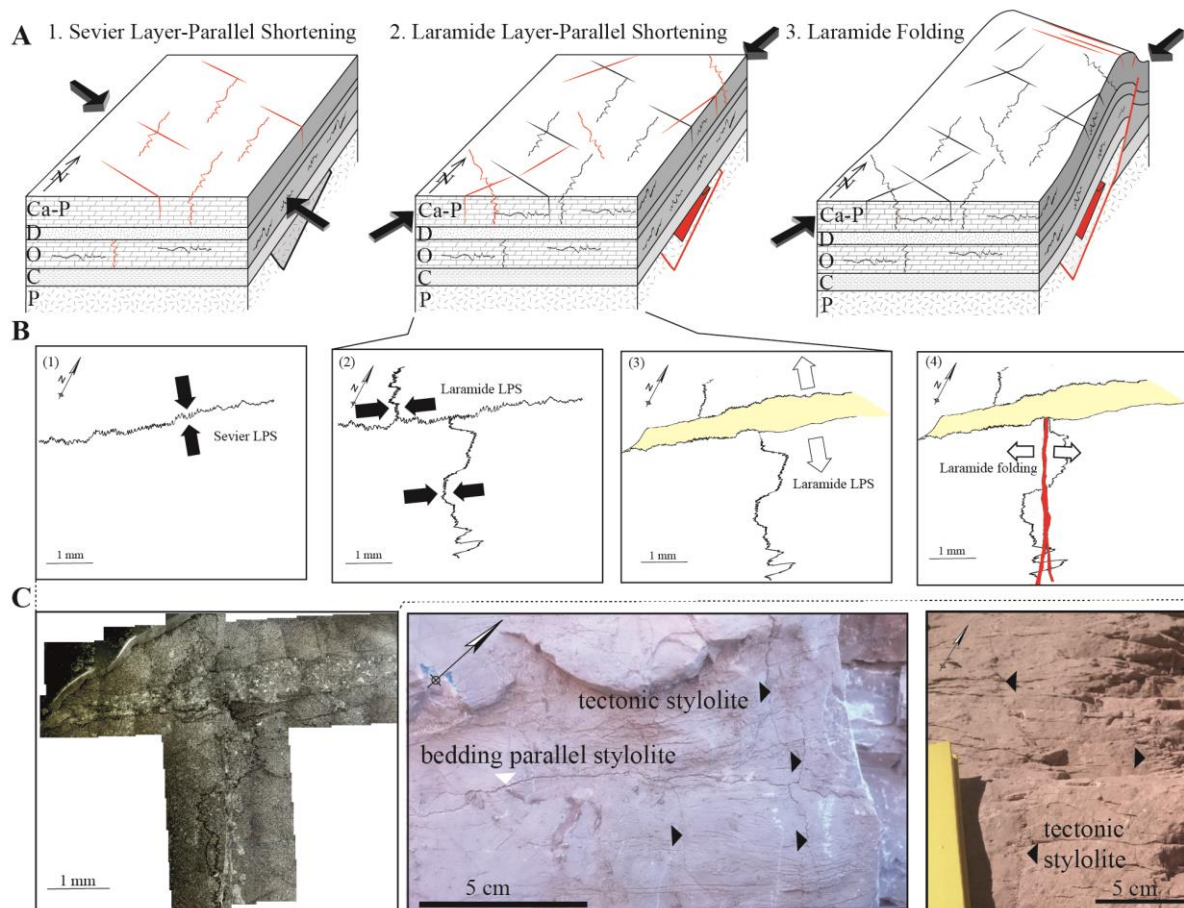 A
1. Sevier Layer-Parallel Shortening
2. Laramide Layer-Parallel Shortening
3. Laramide Folding
N
Ca-P
D
O
C
P
N
Ca-P
D
O
C
P
N
Ca-P
D
O
C
P
B
(1)
N
Sevier LPS
1 mm
(2)
N
Laramide LPS
1 mm
(3)
N
Laramide LPS
1 mm
(4)
N
Laramide folding
1 mm
C
1 mm
tectonic stylolite
bedding parallel stylolite
5 cm
tectonic
stylolite
5 cm